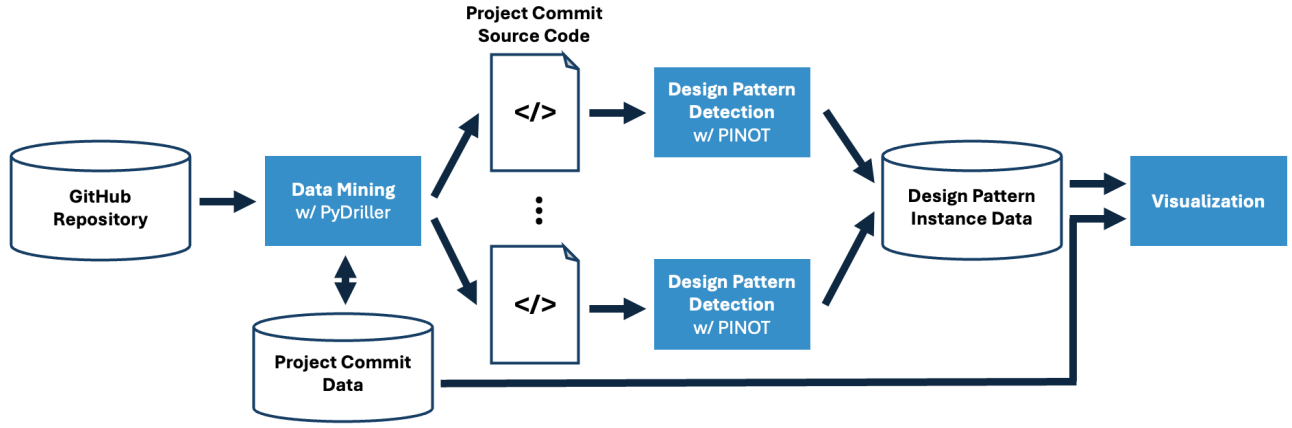 Project Commit
Source Code
</>
Design Pattern
Detection
w/ PINOT
GitHub
Repository
Data Mining
w/ PyDriller
Design Pattern
Instance Data
Visualization
</>
Design Pattern
Detection
w/ PINOT
Project Commit
Data